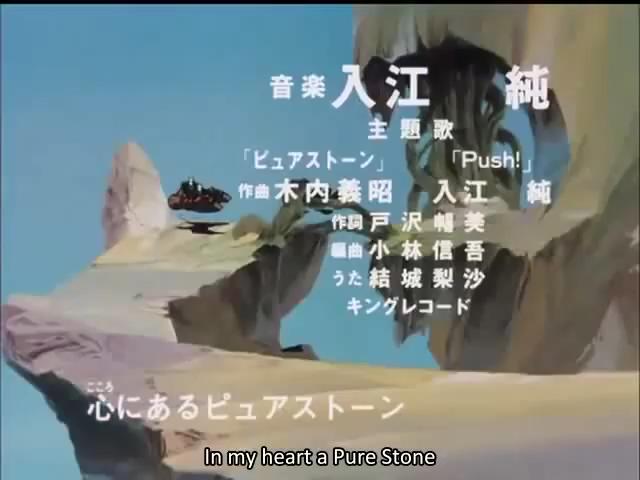 音楽 入江 純
主題歌
「ピュアストーン」 「Push!」
作曲 木内義昭 入江 純
作詞 戸沢暢美
編曲 小林信吾
うた 結城梨沙
キングレコード
こころ
心にあるピュアストーン
In my heart a Pure Stone